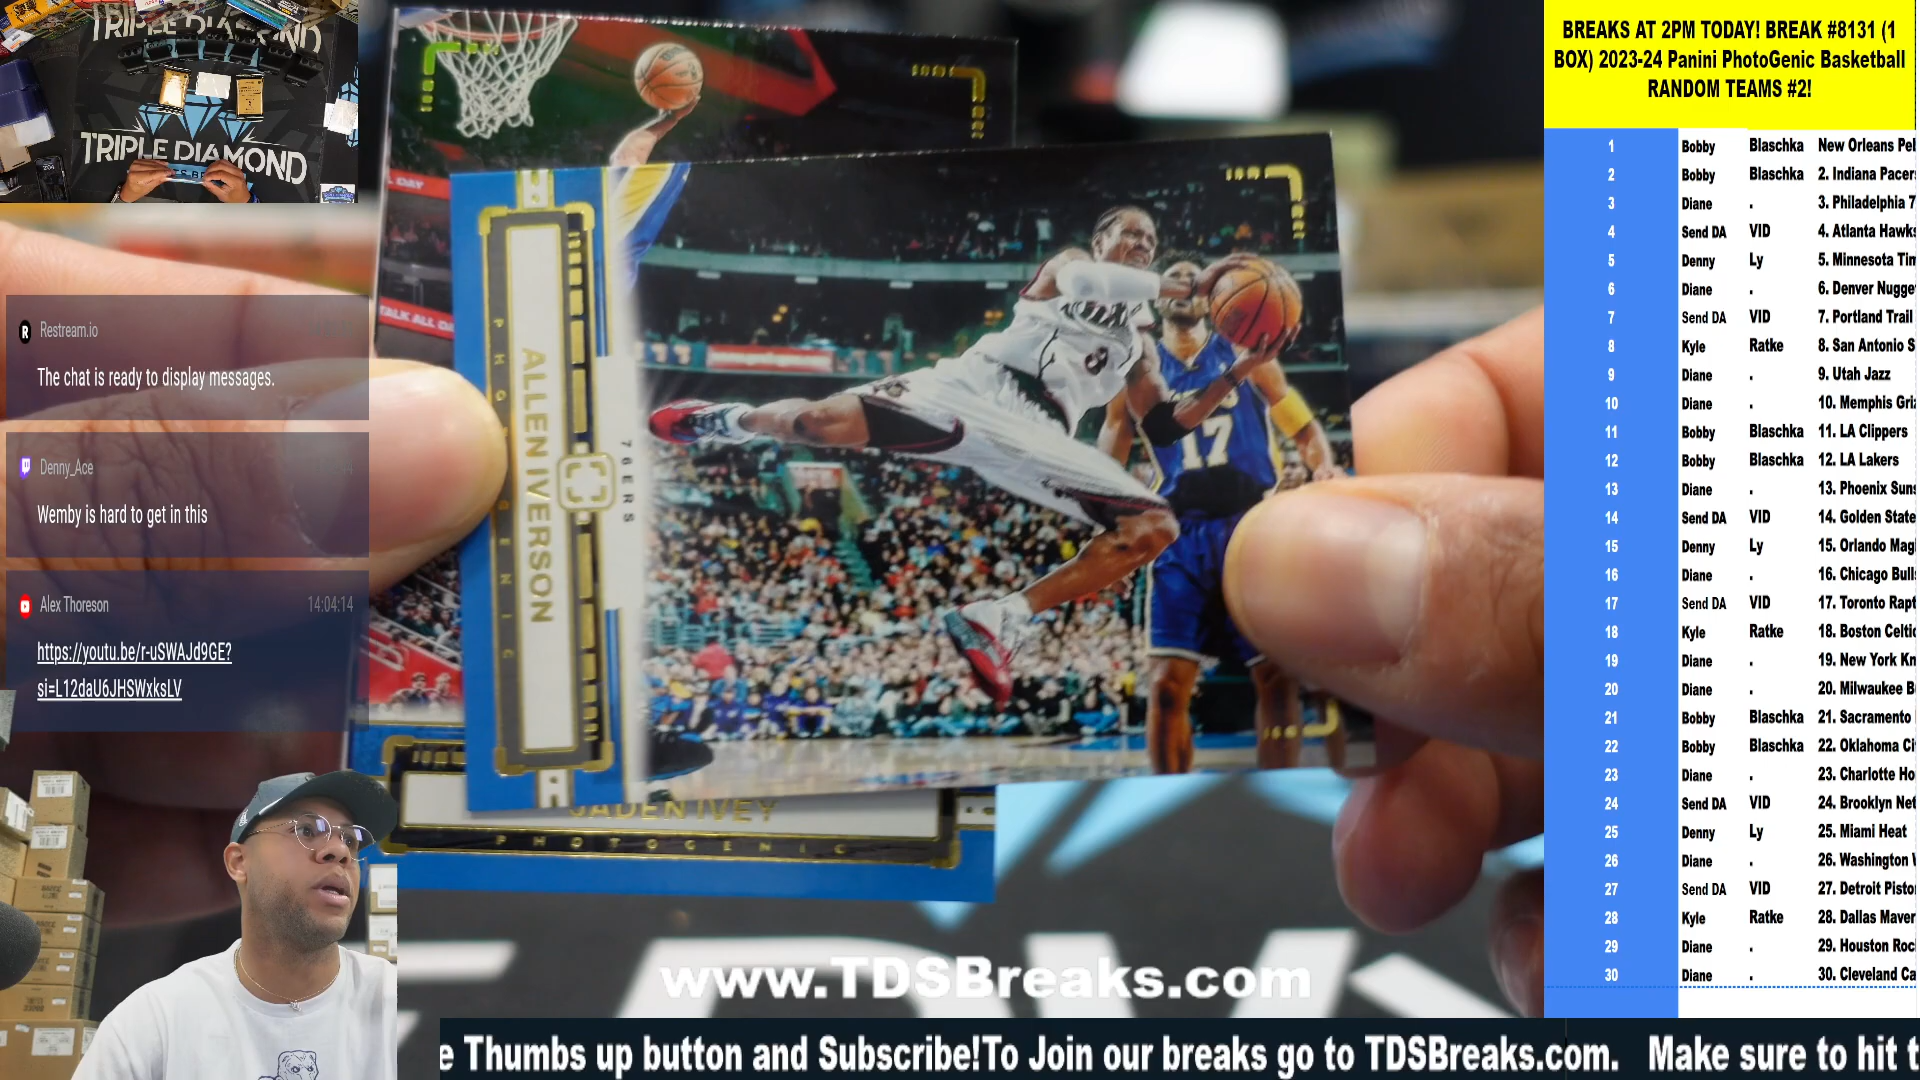 BREAKS AT 2PM TODAY! BREAK #8131 (1
BOX) 2023-24 Panini PhotoGenic Basketball
RANDOM TEAMS #2!
1 Bobby Blaschka New Orleans Pel
2 Bobby Blaschka 2. Indiana Pacer
3 Diane . 3. Philadelphia 7
4 Send DA VID 4. Atlanta Hawk
5 Denny Ly 5. Minnesota Tim
6 Diane . 6. Denver Nugge
7 Send DA VID 7. Portland Trail
8 Kyle Ratke 8. San Antonio S
9 Diane . 9. Utah Jazz
10 Diane . 10. Memphis Gri
11 Bobby Blaschka 11. LA Clippers
12 Bobby Blaschka 12. LA Lakers
13 Diane . 13. Phoenix Suns
14 Send DA VID 14. Golden State
15 Denny Ly 15. Orlando Mag
16 Diane . 16. Chicago Bull
17 Send DA VID 17. Toronto Rapt
18 Kyle Ratke 18. Boston Celtic
19 Diane . 19. New York Kn
20 Diane . 20. Milwaukee B
21 Bobby Blaschka 21. Sacramento
22 Bobby Blaschka 22. Oklahoma Ci
23 Diane . 23. Charlotte Ho
24 Send DA VID 24. Brooklyn Net
25 Denny Ly 25. Miami Heat
26 Diane . 26. Washington
27 Send DA VID 27. Detroit Pisto
28 Kyle Ratke 28. Dallas Maver
29 Diane . 29. Houston Roc
30 Diane . 30. Cleveland Ca
TRIPLE DIAMOND
TRIPLE DIAMOND
Restream.io
The chat is ready to display messages.
Denny_Ace
Wemby is hard to get in this
Alex Thoreson 14:04:14
https://youtu.be/r-uSWAJd9GE?
si=L12daU6JHSWxksLV
ALL DAY
TALK ALL DA
PHOTOGENIC
ALLEN IVERSON
76ERS
3
17
JADEN IVEY
PHOTOGENIC
www.TDSBreaks.com
e Thumbs up button and Subscribe!To Join our breaks go to TDSBreaks.com. Make sure to hit t